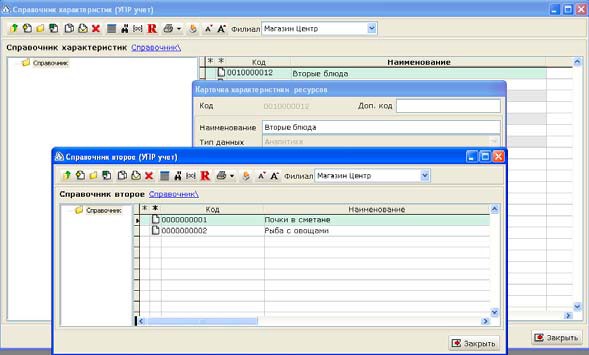 Справочник характеристик (УПР учет)
Филиал Магазин Центр
Справочник характеристик Справочник\
Справочник
* * Код Наименование
0010000012 Вторые блюда
Карточка характеристики ресурсов
Код 0010000012 Доп. код
Наименование Вторые блюда
Тип данных Аналитика
Справочник второе (УПР учет)
Филиал Магазин Центр
Справочник второе Справочник\
Справочник
* * Код Наименование
0000000001 Почки в сметане
0000000002 Рыба с овощами
Закрыть
Закрыть